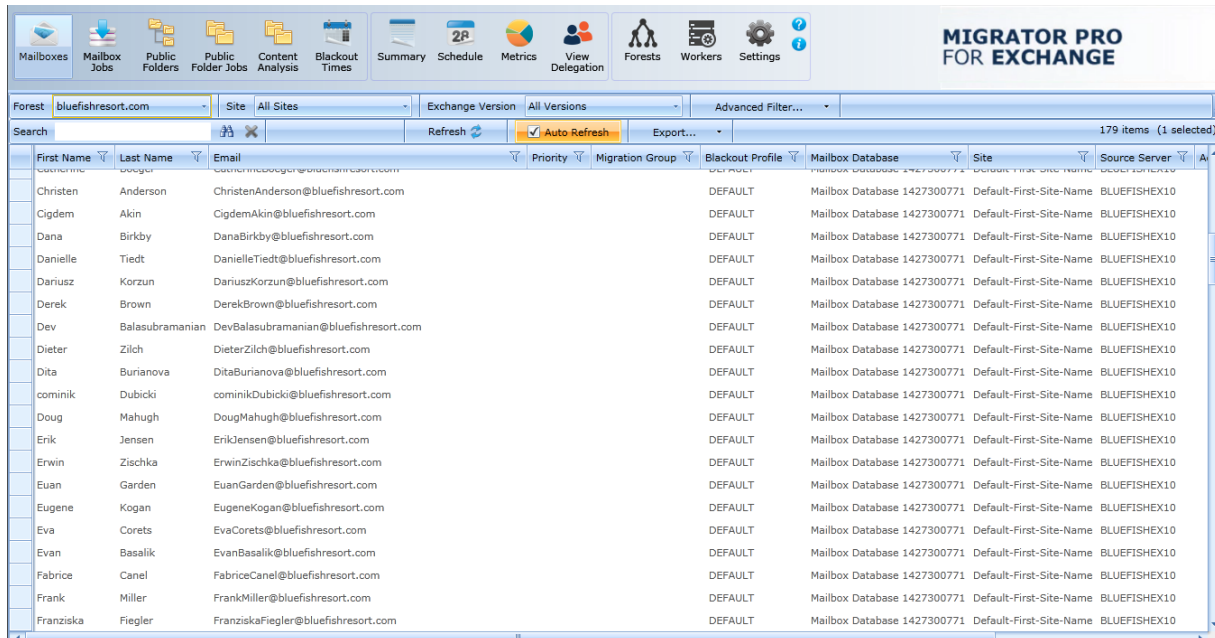 MIGRATOR PRO
FOR EXCHANGE
Mailboxes Mailbox Jobs Public Folders Public Folder Jobs Content Analysis Blackout Times Summary 28 Schedule Metrics View Delegation Forests Workers Settings
Forest bluefishresort.com Site All Sites Exchange Version All Versions Advanced Filter...
Search Refresh Auto Refresh Export... 179 items (1 selected)
First Name Last Name Email Priority Migration Group Blackout Profile Mailbox Database Site Source Server
Christen Anderson ChristenAnderson@bluefishresort.com DEFAULT Mailbox Database 1427300771 Default-First-Site-Name BLUEFISHEX10
Cigdem Akin CigdemAkin@bluefishresort.com DEFAULT Mailbox Database 1427300771 Default-First-Site-Name BLUEFISHEX10
Dana Birkby DanaBirkby@bluefishresort.com DEFAULT Mailbox Database 1427300771 Default-First-Site-Name BLUEFISHEX10
Danielle Tiedt DanielleTiedt@bluefishresort.com DEFAULT Mailbox Database 1427300771 Default-First-Site-Name BLUEFISHEX10
Dariusz Korzun DariuszKorzun@bluefishresort.com DEFAULT Mailbox Database 1427300771 Default-First-Site-Name BLUEFISHEX10
Derek Brown DerekBrown@bluefishresort.com DEFAULT Mailbox Database 1427300771 Default-First-Site-Name BLUEFISHEX10
Dev Balasubramanian DevBalasubramanian@bluefishresort.com DEFAULT Mailbox Database 1427300771 Default-First-Site-Name BLUEFISHEX10
Dieter Zilch DieterZilch@bluefishresort.com DEFAULT Mailbox Database 1427300771 Default-First-Site-Name BLUEFISHEX10
Dita Burianova DitaBurianova@bluefishresort.com DEFAULT Mailbox Database 1427300771 Default-First-Site-Name BLUEFISHEX10
cominik Dubicki cominikDubicki@bluefishresort.com DEFAULT Mailbox Database 1427300771 Default-First-Site-Name BLUEFISHEX10
Doug Mahugh DougMahugh@bluefishresort.com DEFAULT Mailbox Database 1427300771 Default-First-Site-Name BLUEFISHEX10
Erik Jensen ErikJensen@bluefishresort.com DEFAULT Mailbox Database 1427300771 Default-First-Site-Name BLUEFISHEX10
Erwin Zischka ErwinZischka@bluefishresort.com DEFAULT Mailbox Database 1427300771 Default-First-Site-Name BLUEFISHEX10
Euan Garden EuanGarden@bluefishresort.com DEFAULT Mailbox Database 1427300771 Default-First-Site-Name BLUEFISHEX10
Eugene Kogan EugeneKogan@bluefishresort.com DEFAULT Mailbox Database 1427300771 Default-First-Site-Name BLUEFISHEX10
Eva Corets EvaCorets@bluefishresort.com DEFAULT Mailbox Database 1427300771 Default-First-Site-Name BLUEFISHEX10
Evan Basalik EvanBasalik@bluefishresort.com DEFAULT Mailbox Database 1427300771 Default-First-Site-Name BLUEFISHEX10
Fabrice Canel FabriceCanel@bluefishresort.com DEFAULT Mailbox Database 1427300771 Default-First-Site-Name BLUEFISHEX10
Frank Miller FrankMiller@bluefishresort.com DEFAULT Mailbox Database 1427300771 Default-First-Site-Name BLUEFISHEX10
Franziska Fiegler FranziskaFiegler@bluefishresort.com DEFAULT Mailbox Database 1427300771 Default-First-Site-Name BLUEFISHEX10